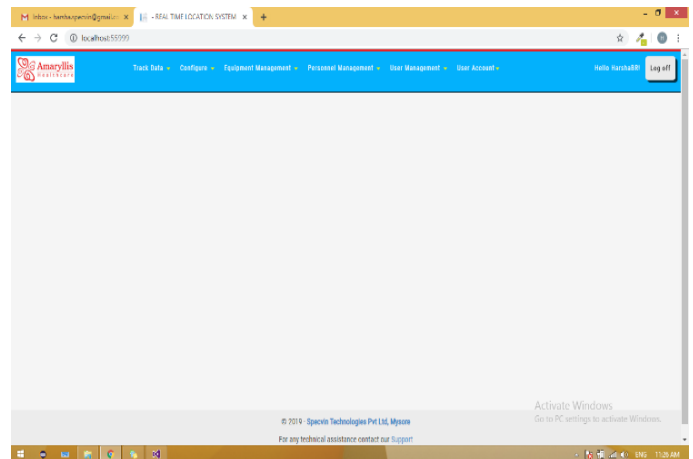 Inbox - harsha.specvin@gmail.c
- REAL TIME LOCATION SYSTEM
localhost:55999
Amaryllis
Healthcare
Track Data Configure Equipment Management Personnel Management User Management User Account Hello HarshaBR! Log off
Activate Windows
Go to PC settings to activate Windows.
© 2019 - Specvin Technologies Pvt Ltd, Mysore
For any technical assistance contact our Support
ENG 11:26 AM